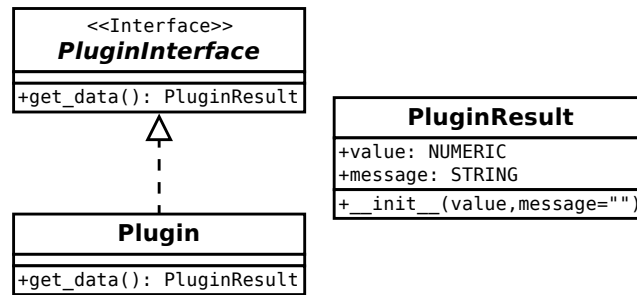 <<Interface>>
PluginInterface
+get_data(): PluginResult
PluginResult
+value: NUMERIC
+message: STRING
+__init__(value,message="")
Plugin
+get_data(): PluginResult